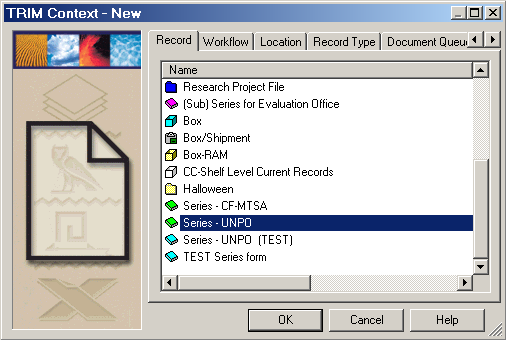 TRIM Context - New
Record Workflow Location Record Type Document Queue
Name
Research Project File
(Sub) Series for Evaluation Office
Box
Box/Shipment
Box-RAM
CC-Shelf Level Current Records
Halloween
Series - CF-MTSA
Series - UNPO
Series - UNPO (TEST)
TEST Series form
OK Cancel Help